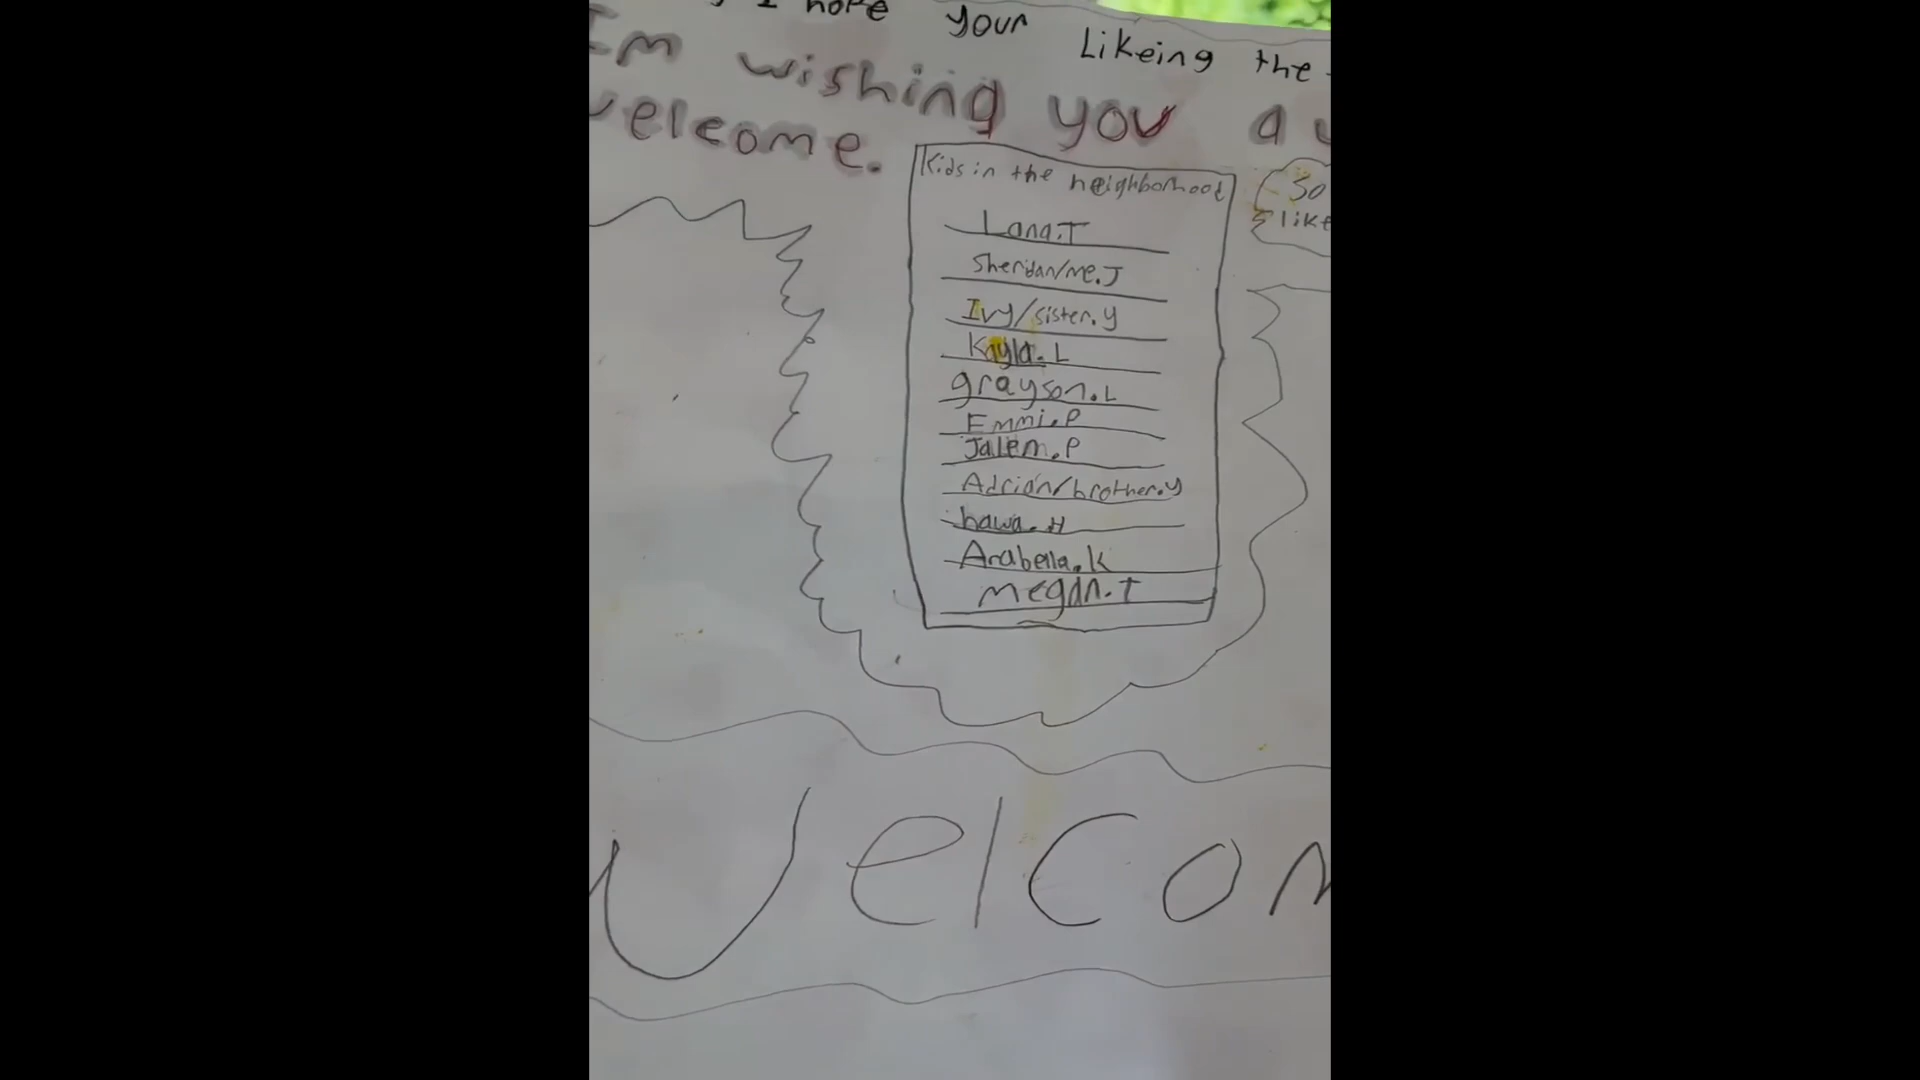 I hope your Likeing the
Im wishing you a
welcome.
Kids in the neighborhood
So
like
Lana.T
Sheridan/me.J
Ivy/sister.y
Kayla.L
grayson.L
Emmi.P
Jalem.P
Adrian/brother.y
hawa.H
Arabella.K
megan.T
Welcom